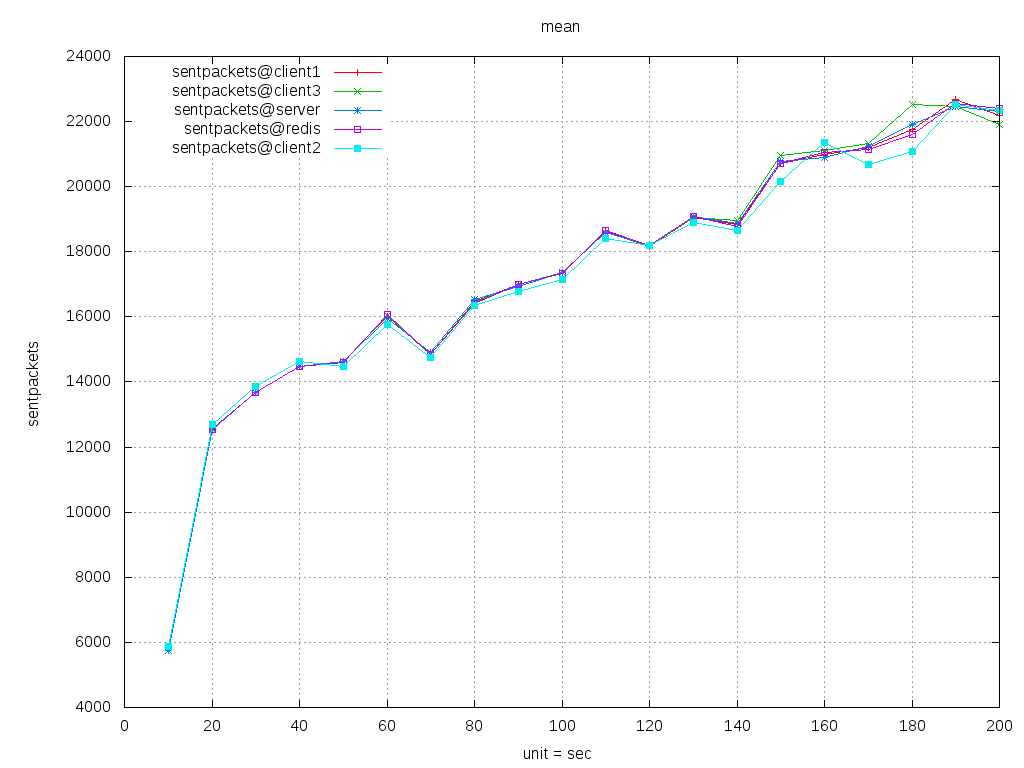 mean
24000
22000
20000
18000
16000
14000
12000
10000
8000
6000
4000
sentpackets
sentpackets@client1
sentpackets@client3
sentpackets@server
sentpackets@redis
sentpackets@client2
0 20 40 60 80 100 120 140 160 180 200
unit = sec